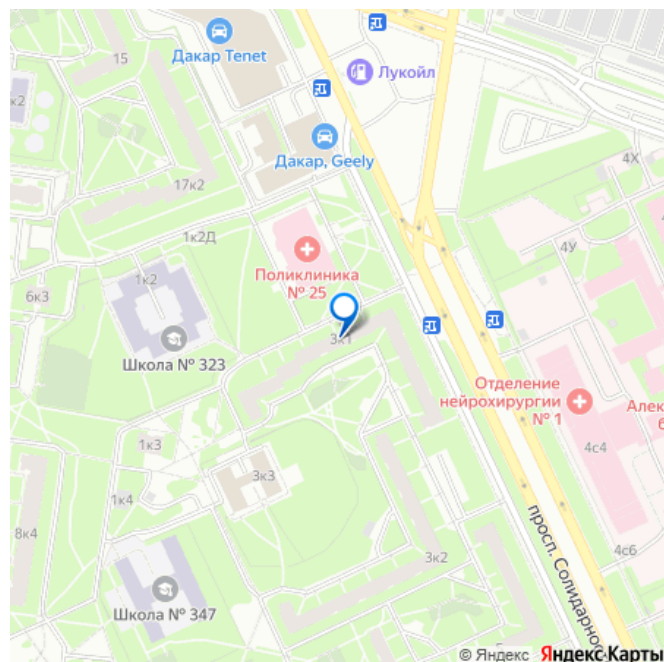 Дакар Tenet
15
к2
Лукойл
Дакар, Geely
17к2
4Х
1к2Д
4У
Поликлиника
№ 25
1к2
6к3
3к1
Школа № 323
Отделение
нейрохирургии
№ 1
Алек
6
1к3
4с4
3к3
1к4
8к4
просп. Солидарнос
4с6
3к2
Школа № 347
© Яндекс Яндекс Карты